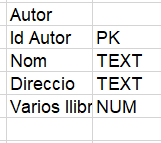 Autor
Id Autor PK
Nom TEXT
Direccio TEXT
Varios llibr NUM